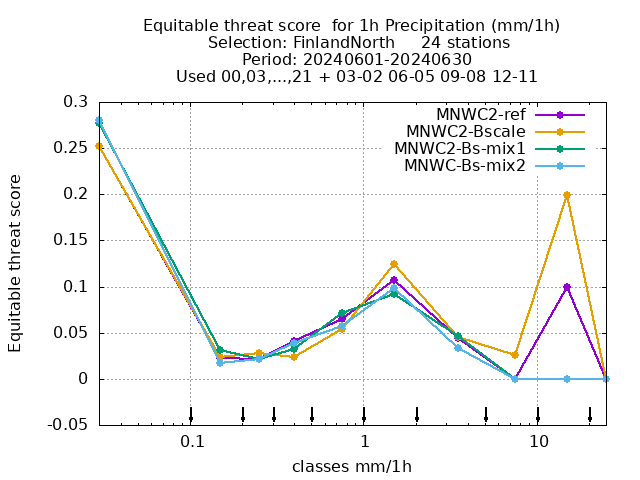 Equitable threat score  for 1h Precipitation (mm/1h)
Selection: FinlandNorth     24 stations
Period: 20240601-20240630
Used 00,03,...,21 + 03-02 06-05 09-08 12-11
MNWC2-ref
MNWC2-Bscale
MNWC2-Bs-mix1
MNWC-Bs-mix2
Equitable threat score
0.3
0.25
0.2
0.15
0.1
0.05
0
-0.05
0.1 1 10
classes mm/1h